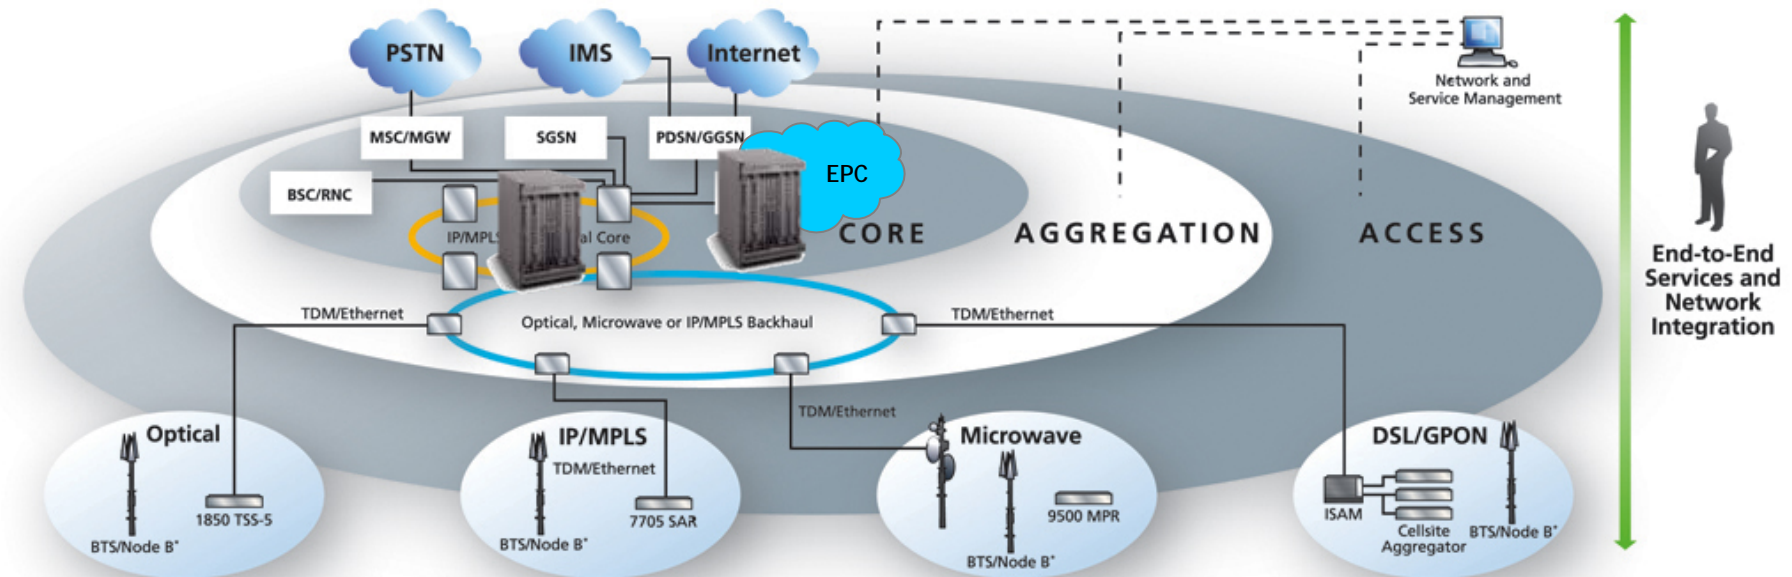 PSTN
IMS
Internet
Network and
Service Management
MSC/MGW
SGSN
PDSN/GGSN
EPC
BSC/RNC
IP/MPLS
al Core
CORE
AGGREGATION
ACCESS
End-to-End
Services and
Network
Integration
TDM/Ethernet
Optical, Microwave or IP/MPLS Backhaul
TDM/Ethernet
TDM/Ethernet
Optical
1850 TSS-5
BTS/Node B*
IP/MPLS
TDM/Ethernet
7705 SAR
BTS/Node B*
Microwave
9500 MPR
BTS/Node B*
DSL/GPON
ISAM
Cellsite
Aggregator
BTS/Node B*